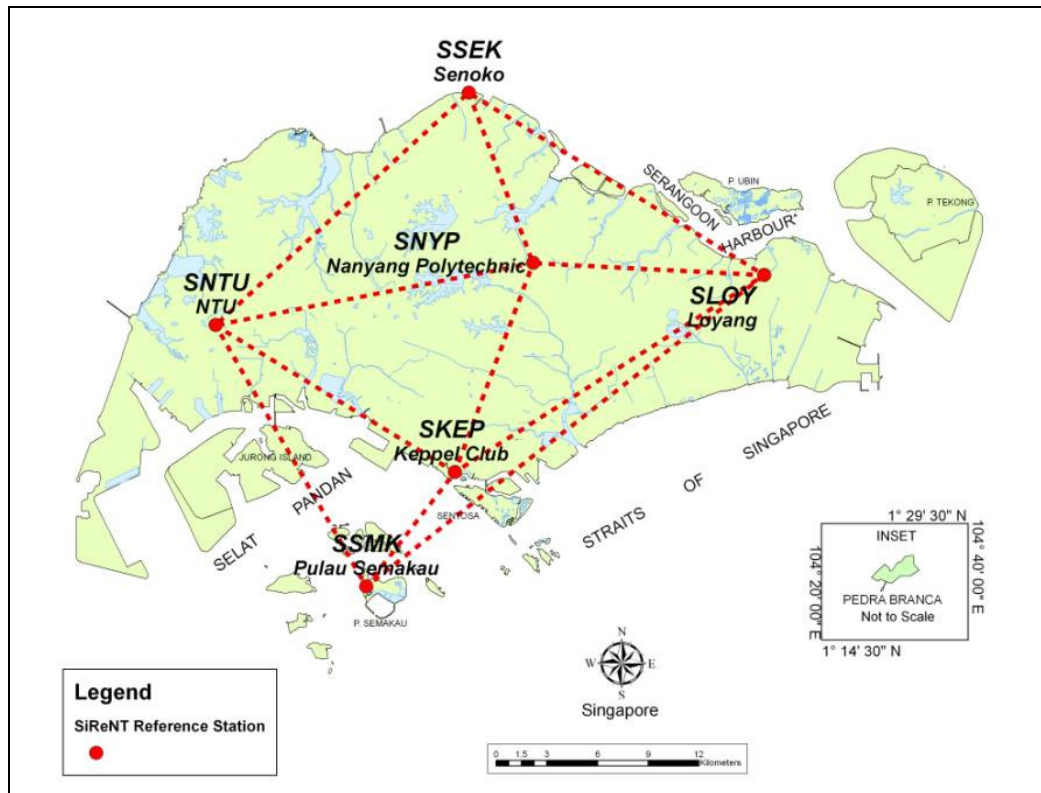 SSEK
Senoko
P. UBIN
SERANGOON
HARBOUR
P. TEKONG
SNYP
Nanyang Polytechnic
SNTU
NTU
SLOY
Loyang
SKEP
Keppel Club
JURONG ISLAND
SELAT PANDAN
SENTOSA
STRAITS OF SINGAPORE
SSMK
Pulau Semakau
P. SEMAKAU
1° 29' 30" N
INSET
104° 20' 00" E
104° 40' 00" E
PEDRA BRANCA
Not to Scale
1° 14' 30" N
N
W E
S
Singapore
Legend
SiReNT Reference Station
0 1.5 3 6 9 12
Kilometers